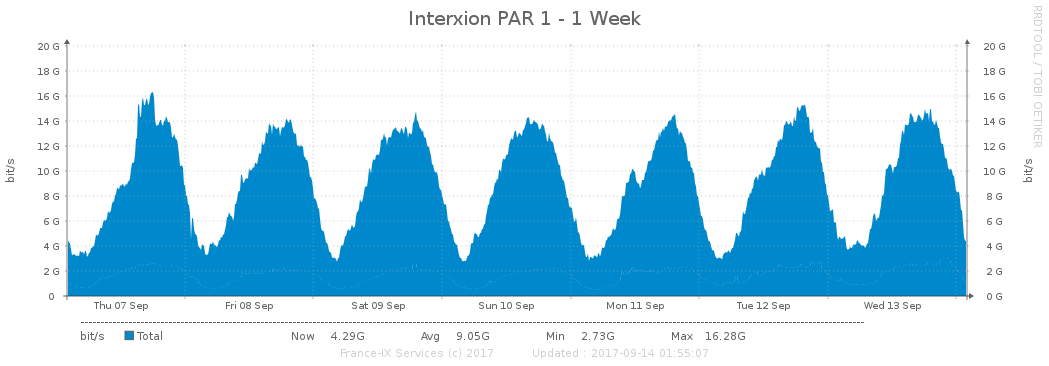 Interxion PAR 1 - 1 Week
RRDTOOL / TOBI OETIKER
20 G 20 G
18 G 18 G
16 G 16 G
14 G 14 G
12 G 12 G
10 G 10 G
8 G 8 G
6 G 6 G
4 G 4 G
2 G 2 G
0 0 G
bit/s
bit/s
Thu 07 Sep Fri 08 Sep Sat 09 Sep Sun 10 Sep Mon 11 Sep Tue 12 Sep Wed 13 Sep
bit/s Total Now 4.29G Avg 9.05G Min 2.73G Max 16.28G
France-IX Services (c) 2017 Updated : 2017-09-14 01:55:07